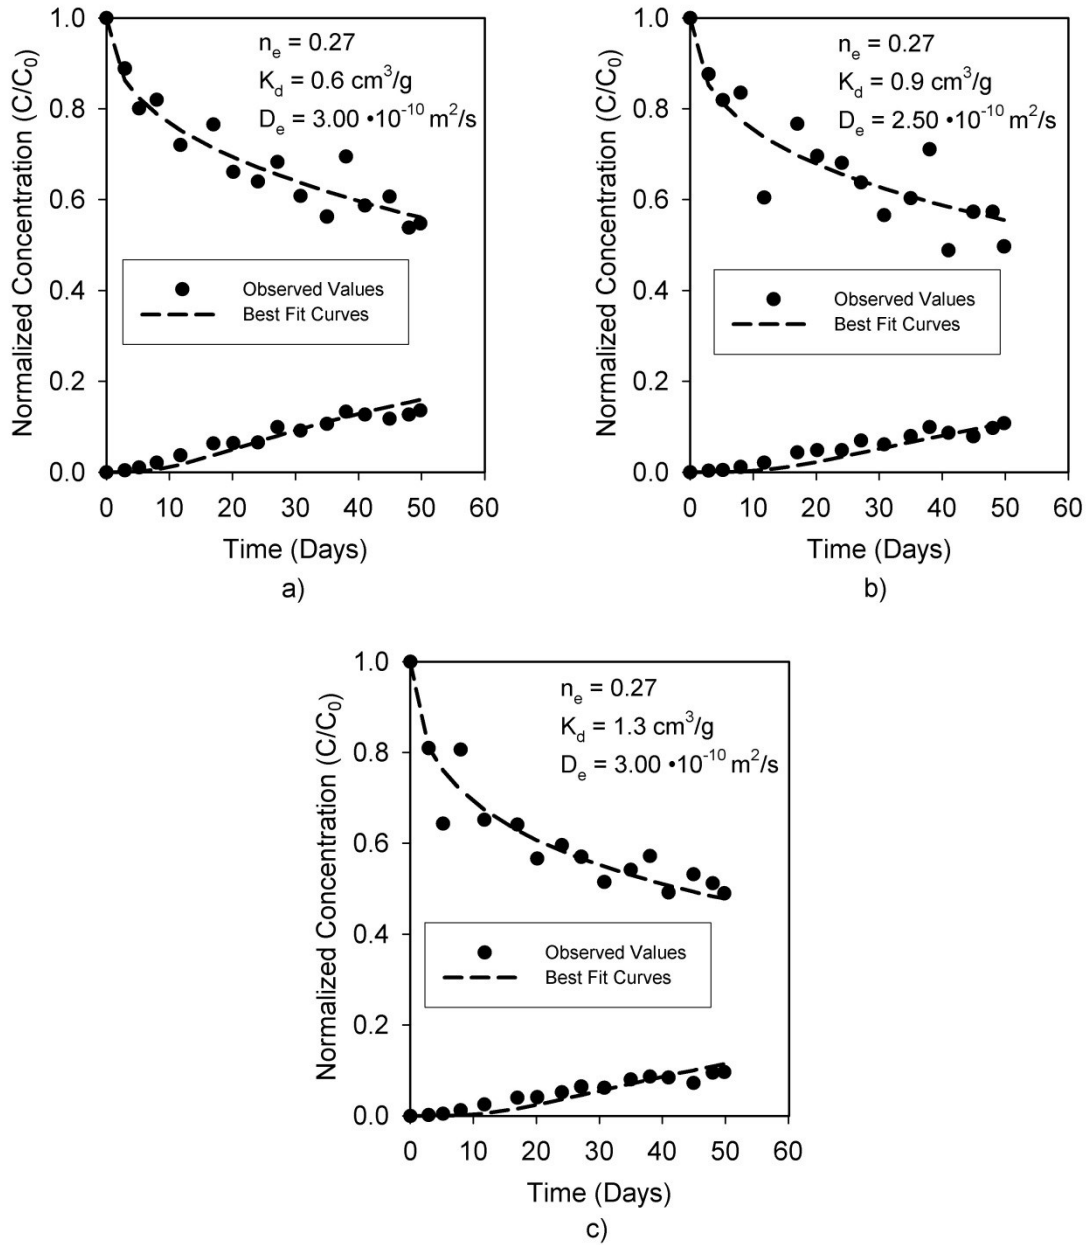 Normalized Concentration (C/C0)
1.0
0.8
0.6
0.4
0.2
0.0
ne = 0.27
Kd = 0.6 cm3/g
De = 3.00 •10-10 m2/s
Observed Values
Best Fit Curves
0 10 20 30 40 50 60
Time (Days)
a)
Normalized Concentration (C/C0)
1.0
0.8
0.6
0.4
0.2
0.0
ne = 0.27
Kd = 0.9 cm3/g
De = 2.50 •10-10 m2/s
Observed Values
Best Fit Curves
0 10 20 30 40 50 60
Time (Days)
b)
Normalized Concentration (C/C0)
1.0
0.8
0.6
0.4
0.2
0.0
ne = 0.27
Kd = 1.3 cm3/g
De = 3.00 •10-10 m2/s
Observed Values
Best Fit Curves
0 10 20 30 40 50 60
Time (Days)
c)